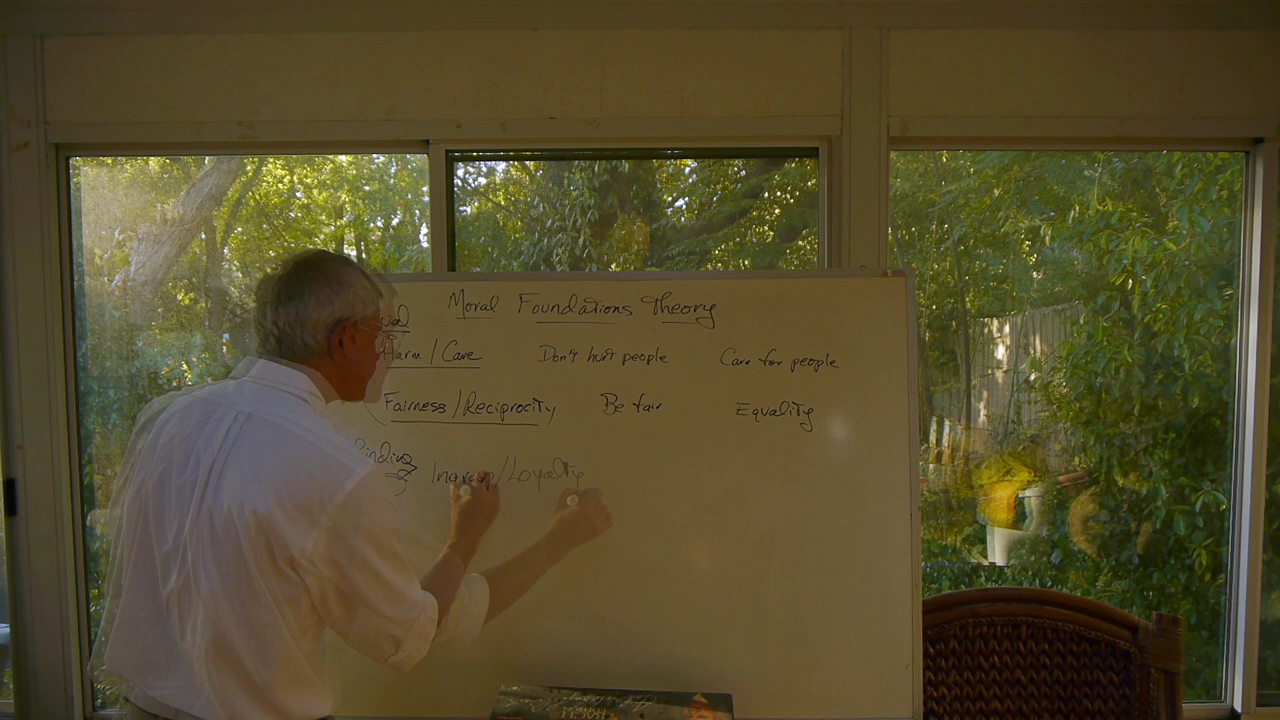 Moral Foundations Theory
Harm / Care Don't hurt people Care for people
Fairness / Reciprocity Be fair Equality
Binding
Ingroup / Loyalty